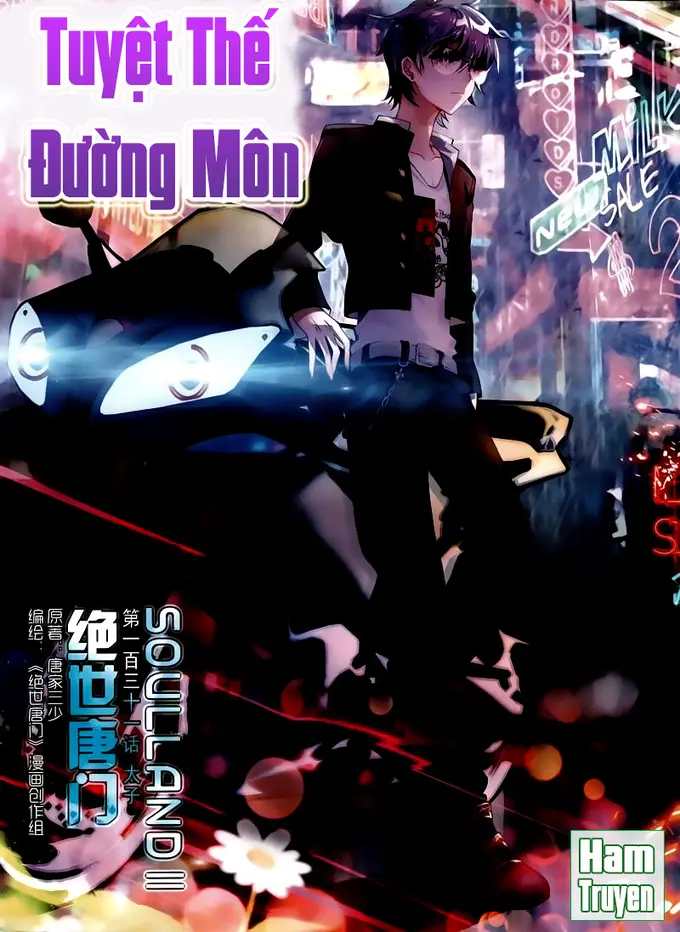 Tuyệt Thế
Đường Môn
MiLK
NEW
SALE
$
2
S
SOULLAND II
第一百三十一话 太子
绝世唐门
原著：唐家三少
编绘：《绝世唐门》漫画创作组
Ham
Truyen